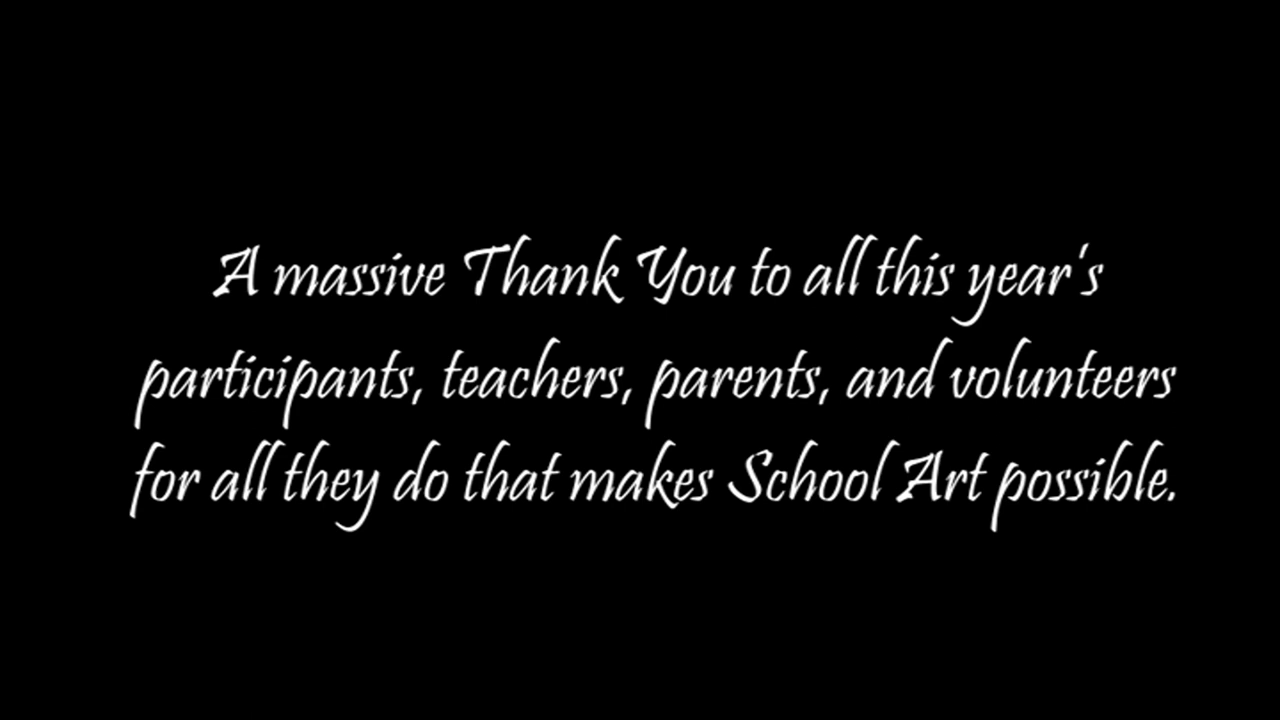 A massive Thank You to all this year's
participants, teachers, parents, and volunteers
for all they do that makes School Art possible.